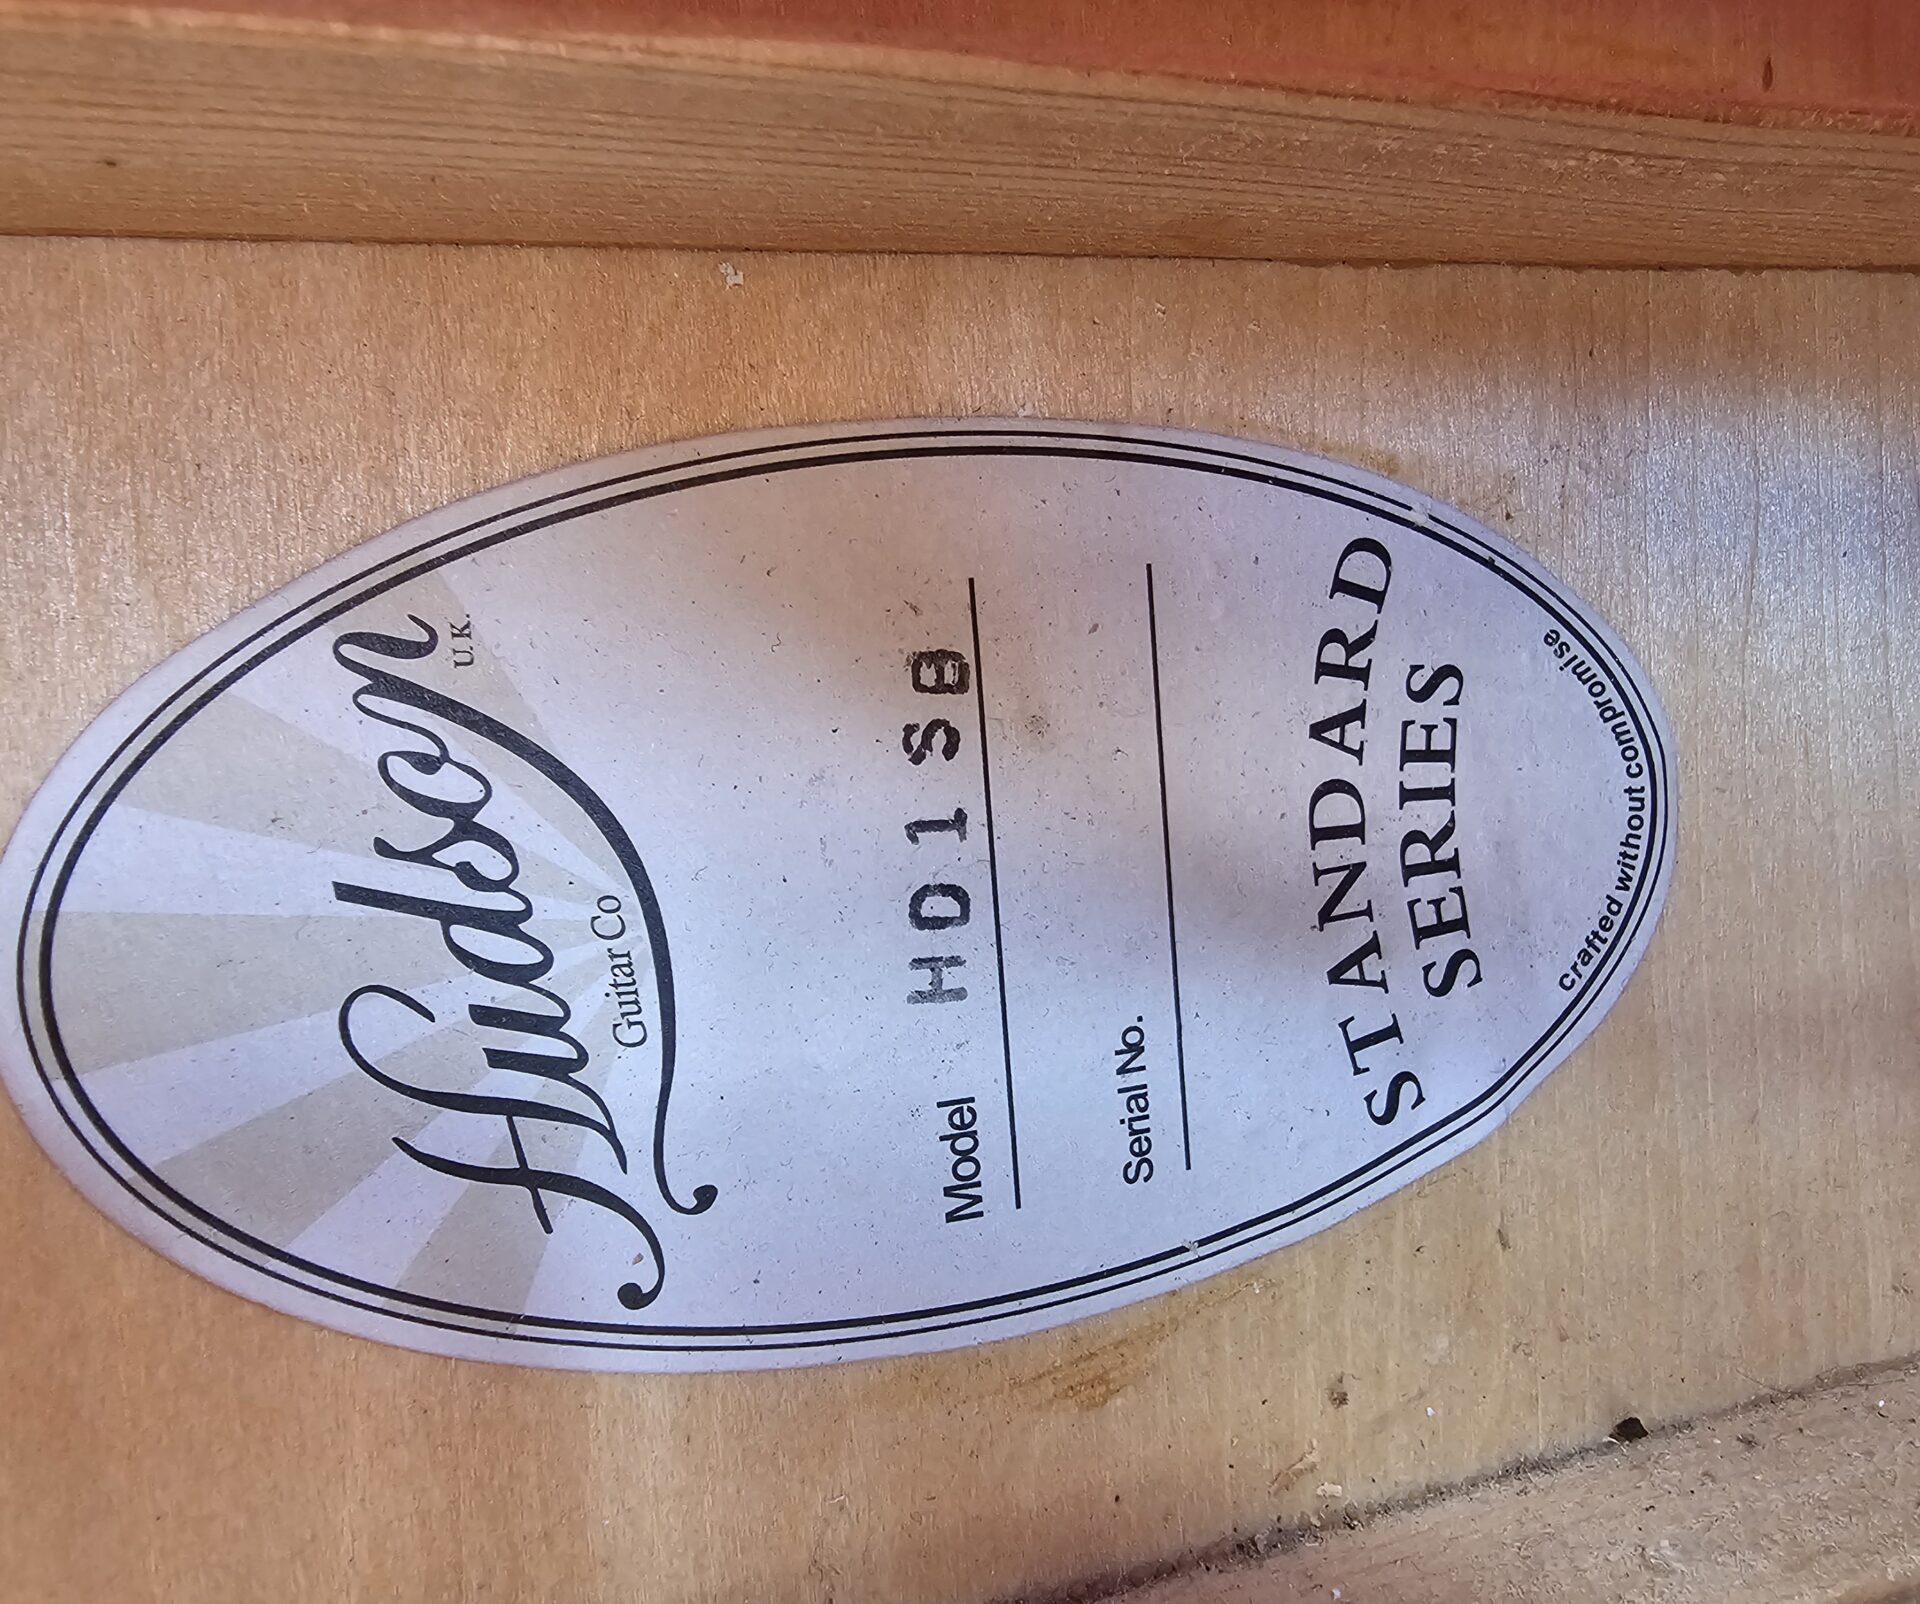 Hudson
U.K.
Guitar Co
Model HD1SB
Serial No.
STANDARD
SERIES
Crafted without compromise